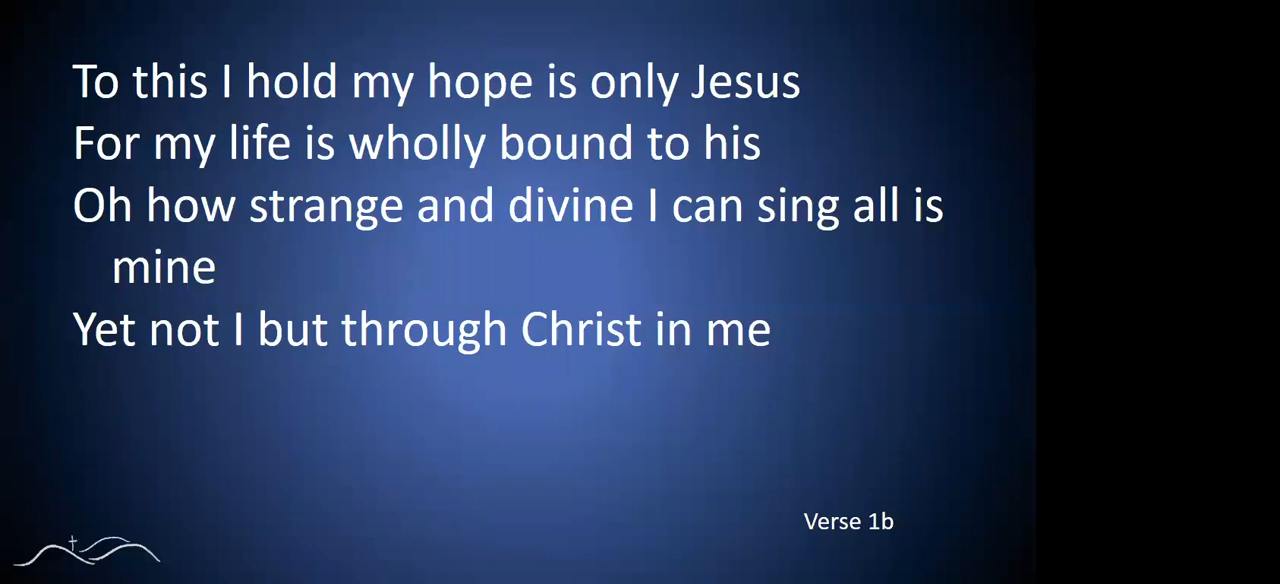 To this I hold my hope is only Jesus
For my life is wholly bound to his
Oh how strange and divine I can sing all is
mine
Yet not I but through Christ in me
Verse 1b